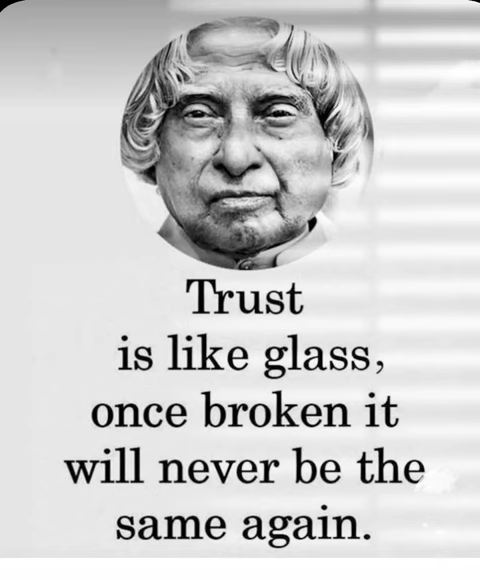 Trust
is like glass,
once broken it
will never be the
same again.